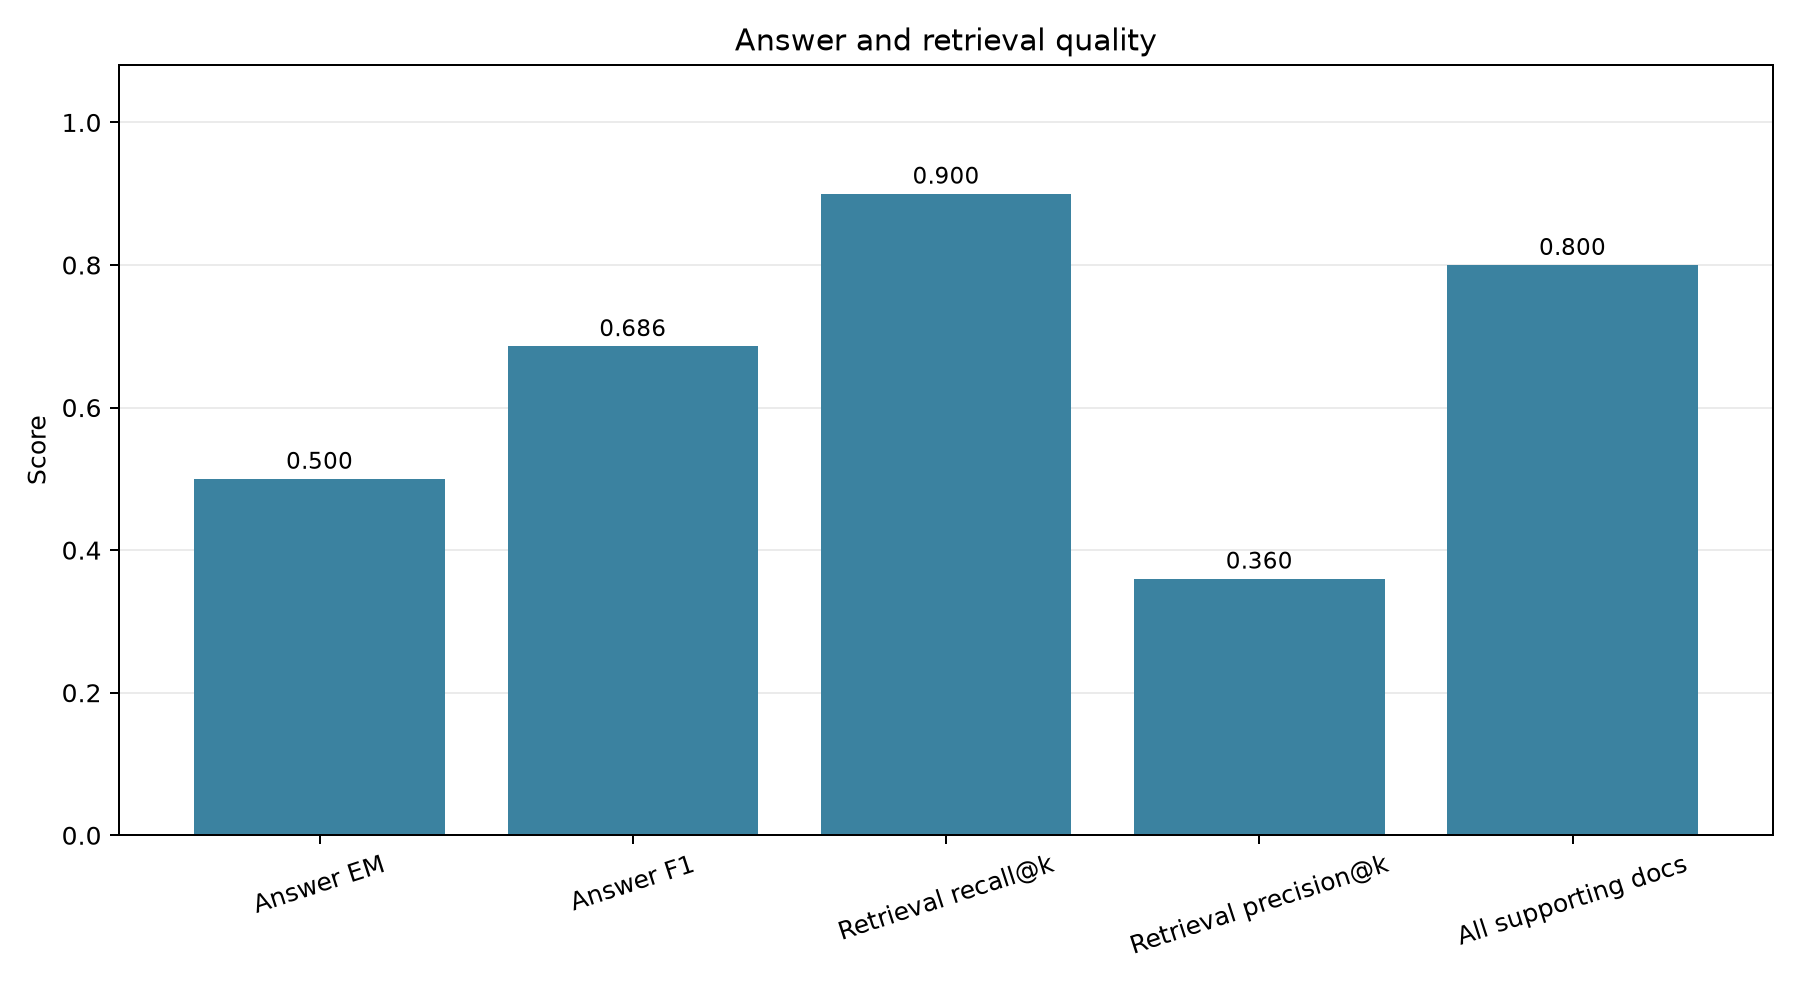 Answer and retrieval quality
Score
1.0
0.8
0.6
0.4
0.2
0.0
0.500
0.686
0.900
0.360
0.800
Answer EM
Answer F1
Retrieval recall@k
Retrieval precision@k
All supporting docs